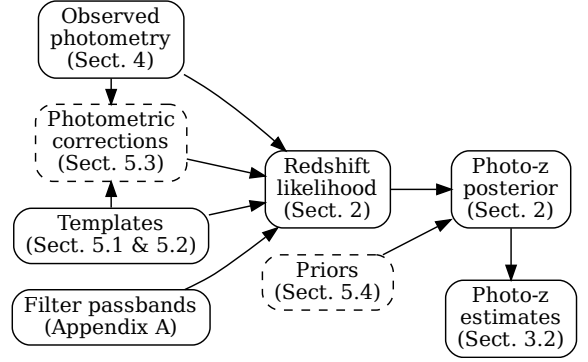 Observed
photometry
(Sect. 4)
Photometric
corrections
(Sect. 5.3)
Templates
(Sect. 5.1 & 5.2)
Filter passbands
(Appendix A)
Redshift
likelihood
(Sect. 2)
Priors
(Sect. 5.4)
Photo-z
posterior
(Sect. 2)
Photo-z
estimates
(Sect. 3.2)